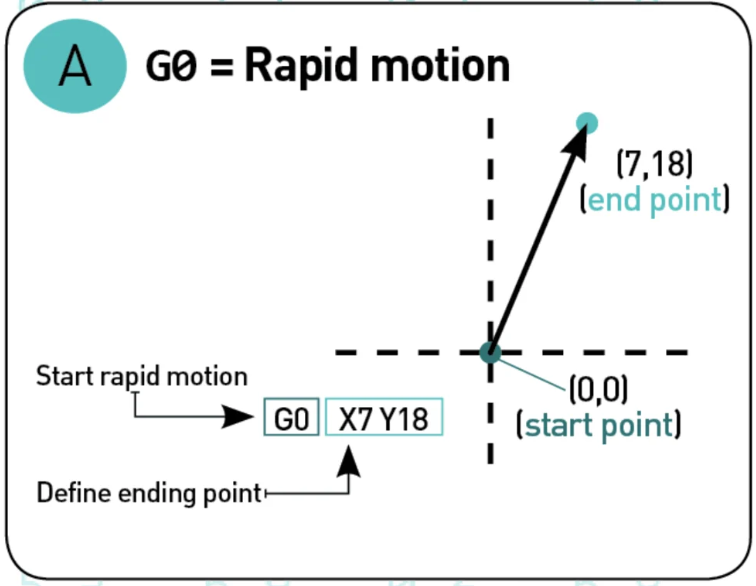 A
G0 = Rapid motion
(7,18)
(end point)
Start rapid motion
G0 X7 Y18
(0,0)
(start point)
Define ending point